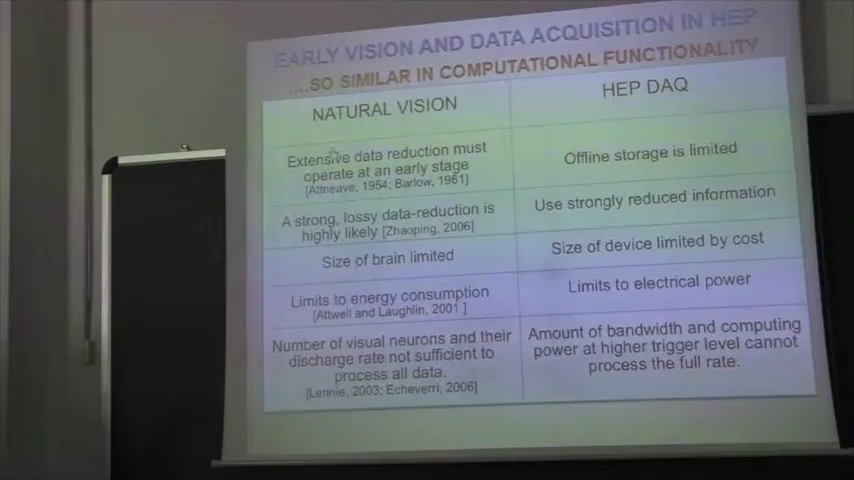 EARLY VISION AND DATA ACQUISITION IN HEP
....SO SIMILAR IN COMPUTATIONAL FUNCTIONALITY
NATURAL VISION
HEP DAQ
Extensive data reduction must
operate at an early stage
[Attneave, 1954; Barlow, 1961]
Offline storage is limited
A strong, lossy data-reduction is
highly likely [Zhaoping, 2006]
Use strongly reduced information
Size of brain limited
Size of device limited by cost
Limits to energy consumption
[Attwell and Laughlin, 2001 ]
Limits to electrical power
Number of visual neurons and their
discharge rate not sufficient to
process all data.
[Lennie, 2003; Echeverri, 2006]
Amount of bandwidth and computing
power at higher trigger level cannot
process the full rate.